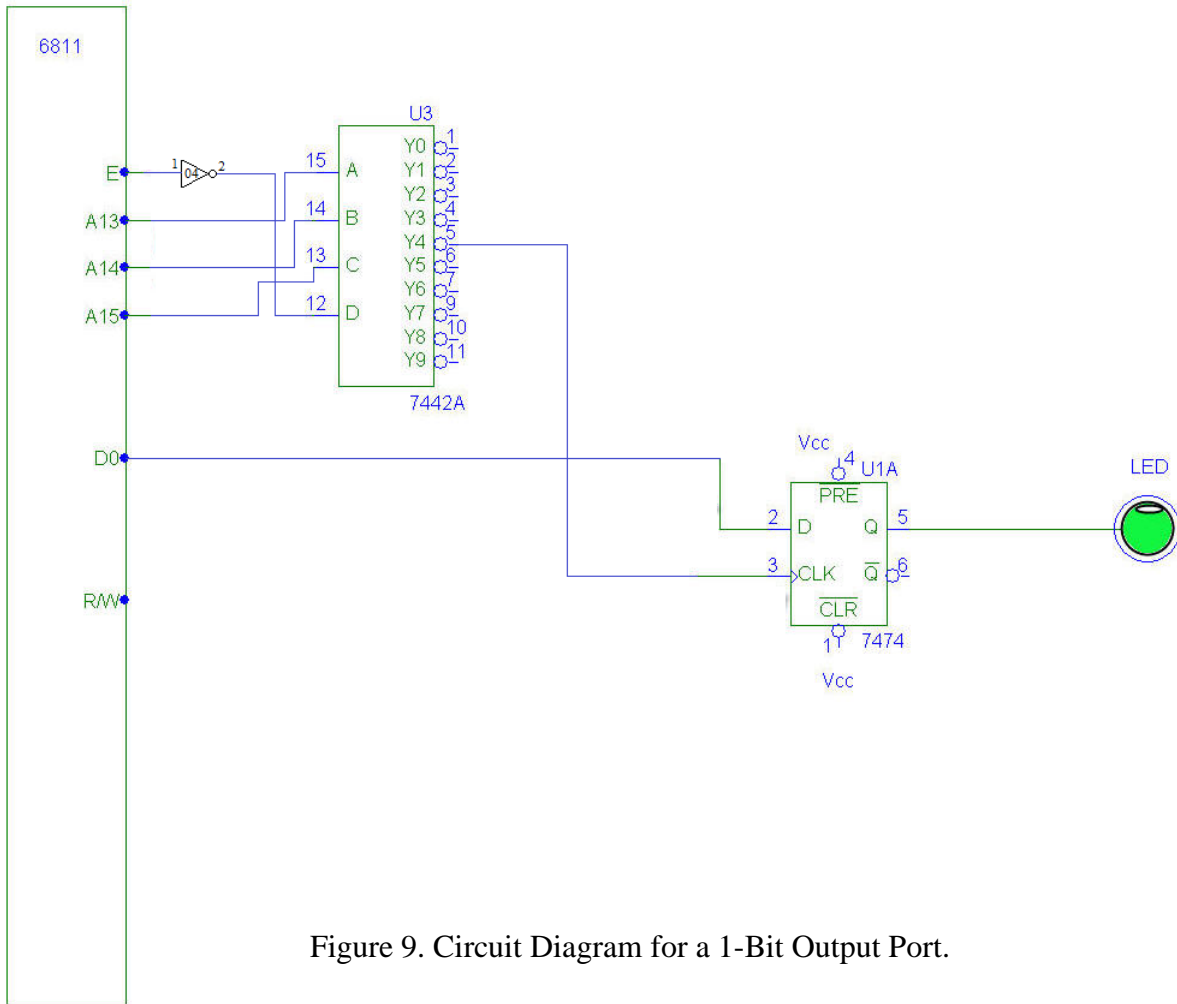 6811
E
A13
A14
A15
D0
R/W
1
04
2
U3
15
14
13
12
A
B
C
D
Y0
Y1
Y2
Y3
Y4
Y5
Y6
Y7
Y8
Y9
1
2
3
4
5
6
7
9
10
11
7442A
Vcc
4
U1A
PRE
2
D
Q
5
3
CLK
Q
6
CLR
1
7474
Vcc
LED
Figure 9. Circuit Diagram for a 1-Bit Output Port.